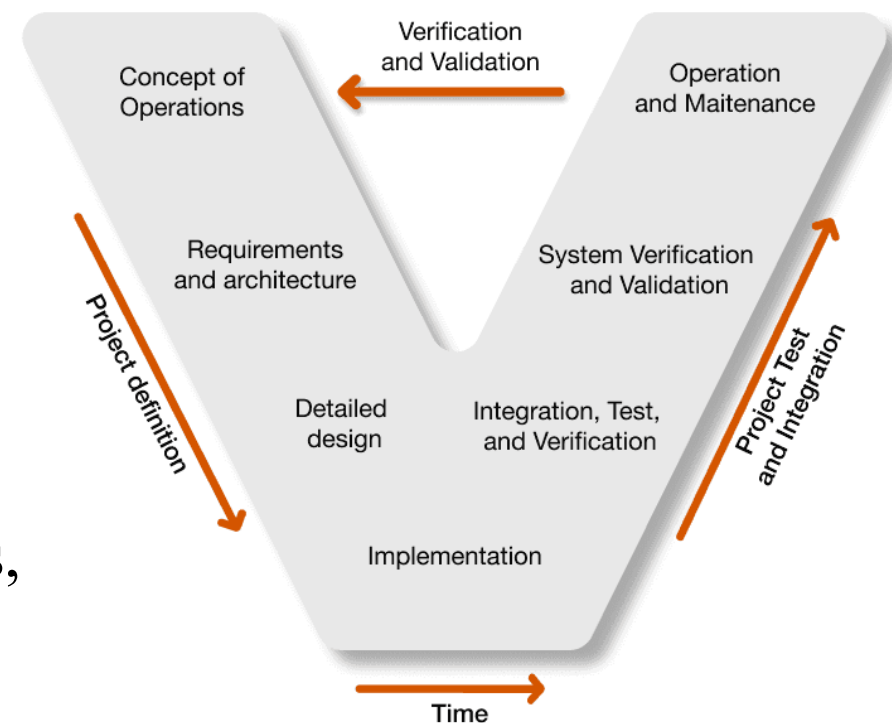 Verification
and Validation
Concept of
Operations
Operation
and Maitenance
Requirements
and architecture
System Verification
and Validation
Project definition
Detailed
design
Integration, Test,
and Verification
Project Test
and Integration
s,
Implementation
Time